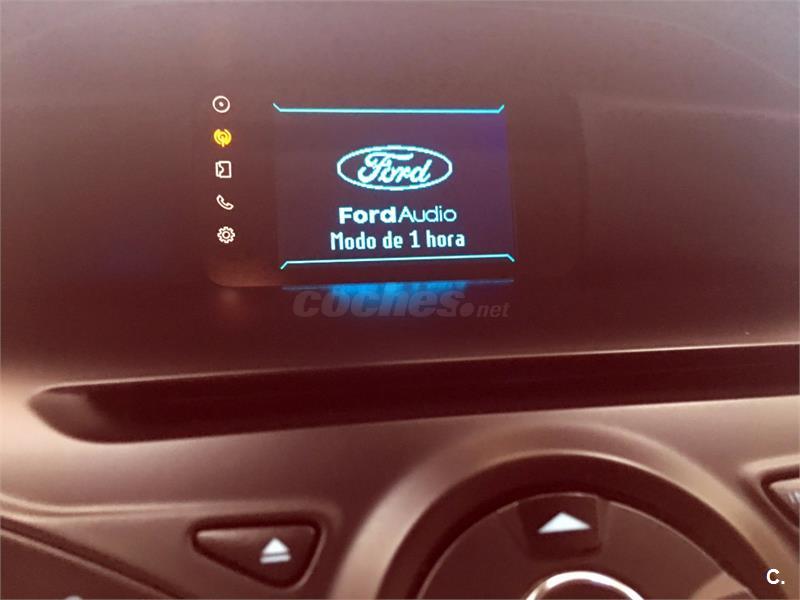 Ford
FordAudio
Modo de 1 hora
coches.net
C.